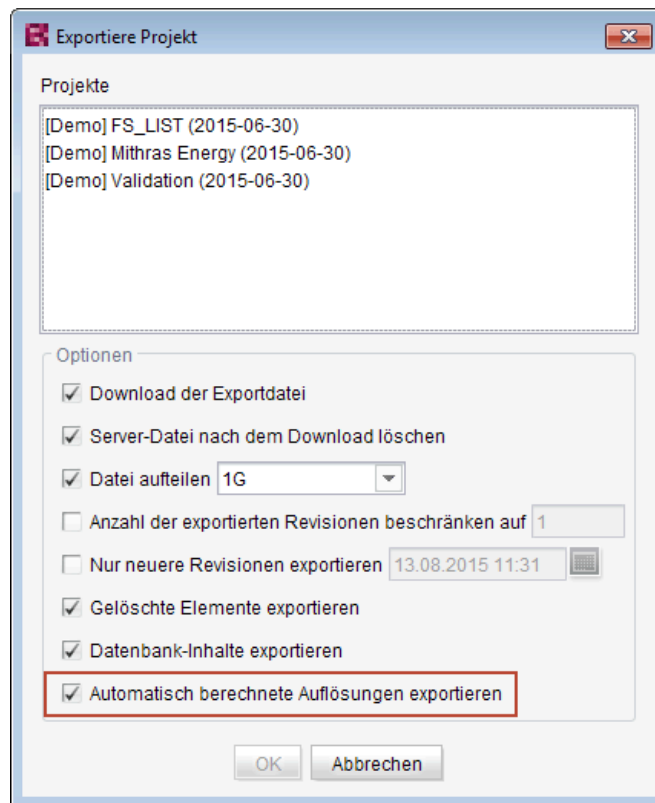 Exportiere Projekt
Projekte
[Demo] FS_LIST (2015-06-30)
[Demo] Mithras Energy (2015-06-30)
[Demo] Validation (2015-06-30)
Optionen
Download der Exportdatei
Server-Datei nach dem Download löschen
Datei aufteilen 1G
Anzahl der exportierten Revisionen beschränken auf 1
Nur neuere Revisionen exportieren 13.08.2015 11:31
Gelöschte Elemente exportieren
Datenbank-Inhalte exportieren
Automatisch berechnete Auflösungen exportieren
OK Abbrechen